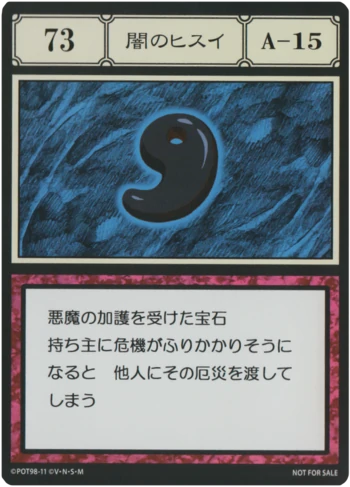 73
闇のヒスイ
A-15
悪魔の加護を受けた宝石
持ち主に危機がふりかかりそうに
なると　他人にその厄災を渡して
しまう
©POT98-11 ©V・N・S・M
NOT FOR SALE